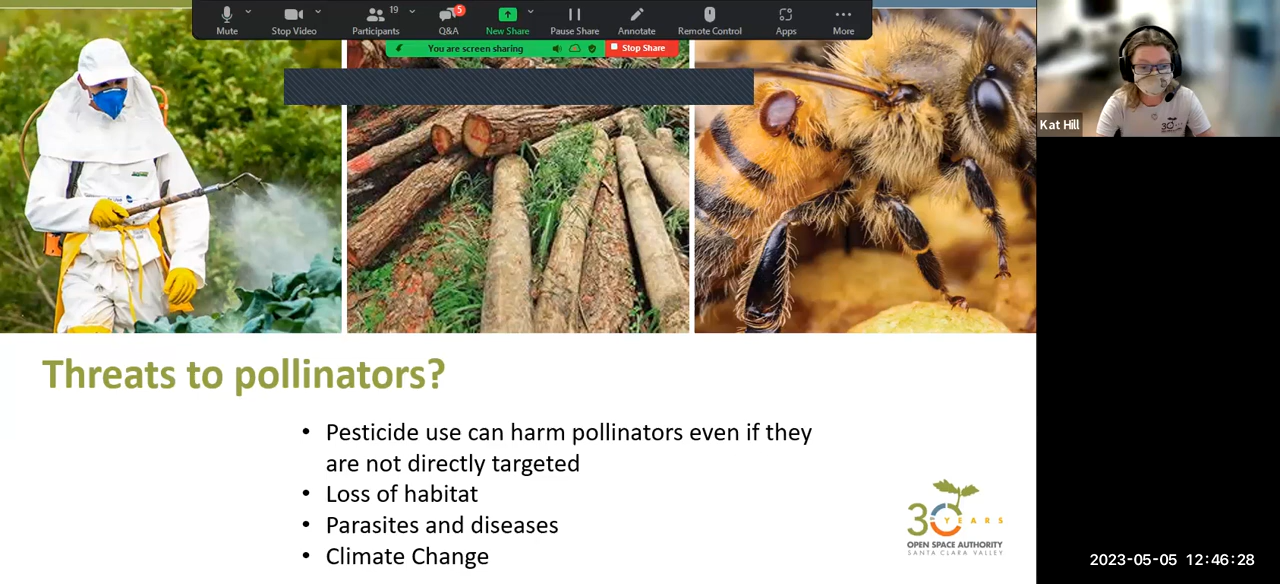 19
5
Mute
Stop Video
Participants
Q&A
New Share
Pause Share
Annotate
Remote Control
Apps
More
You are screen sharing
Stop Share
Kat Hill
30
Threats to pollinators?
• Pesticide use can harm pollinators even if they
are not directly targeted
• Loss of habitat
• Parasites and diseases
• Climate Change
30
YEARS
OPEN SPACE AUTHORITY
SANTA CLARA VALLEY
2023-05-05 12:46:28